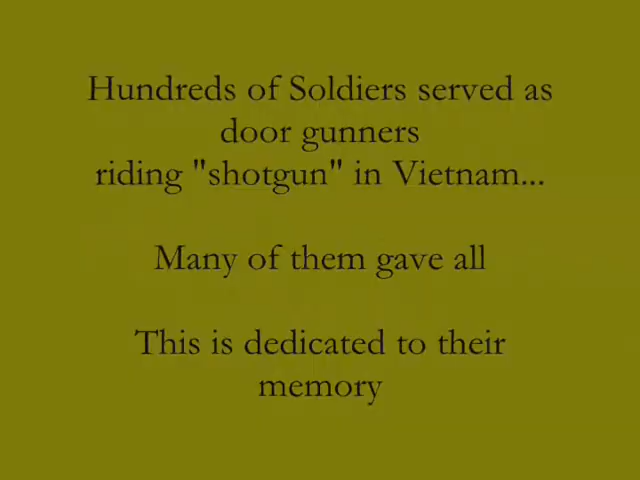 Hundreds of Soldiers served as
door gunners
riding "shotgun" in Vietnam...
Many of them gave all
This is dedicated to their
memory